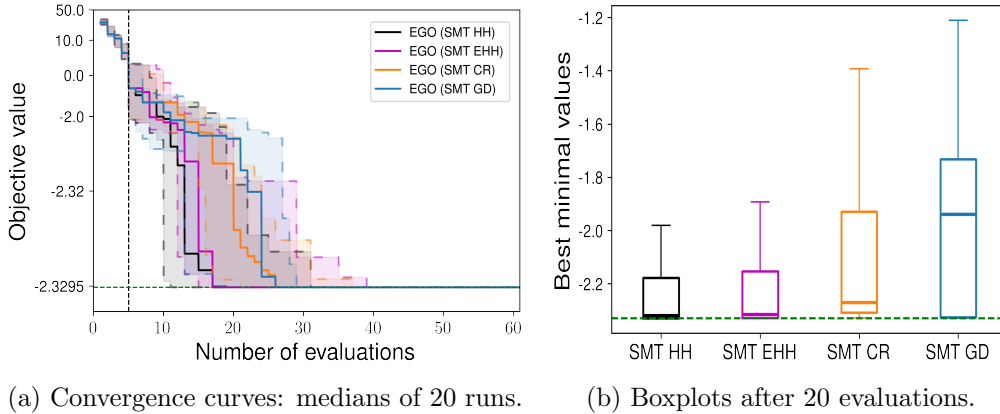 50.0
10.0
0.0
-2.0
-2.32
-2.3295
Objective value
EGO (SMT HH)
EGO (SMT EHH)
EGO (SMT CR)
EGO (SMT GD)
0 10 20 30 40 50 60
Number of evaluations
(a) Convergence curves: medians of 20 runs.
-1.2
-1.4
-1.6
-1.8
-2.0
-2.2
Best minimal values
SMT HH SMT EHH SMT CR SMT GD
(b) Boxplots after 20 evaluations.